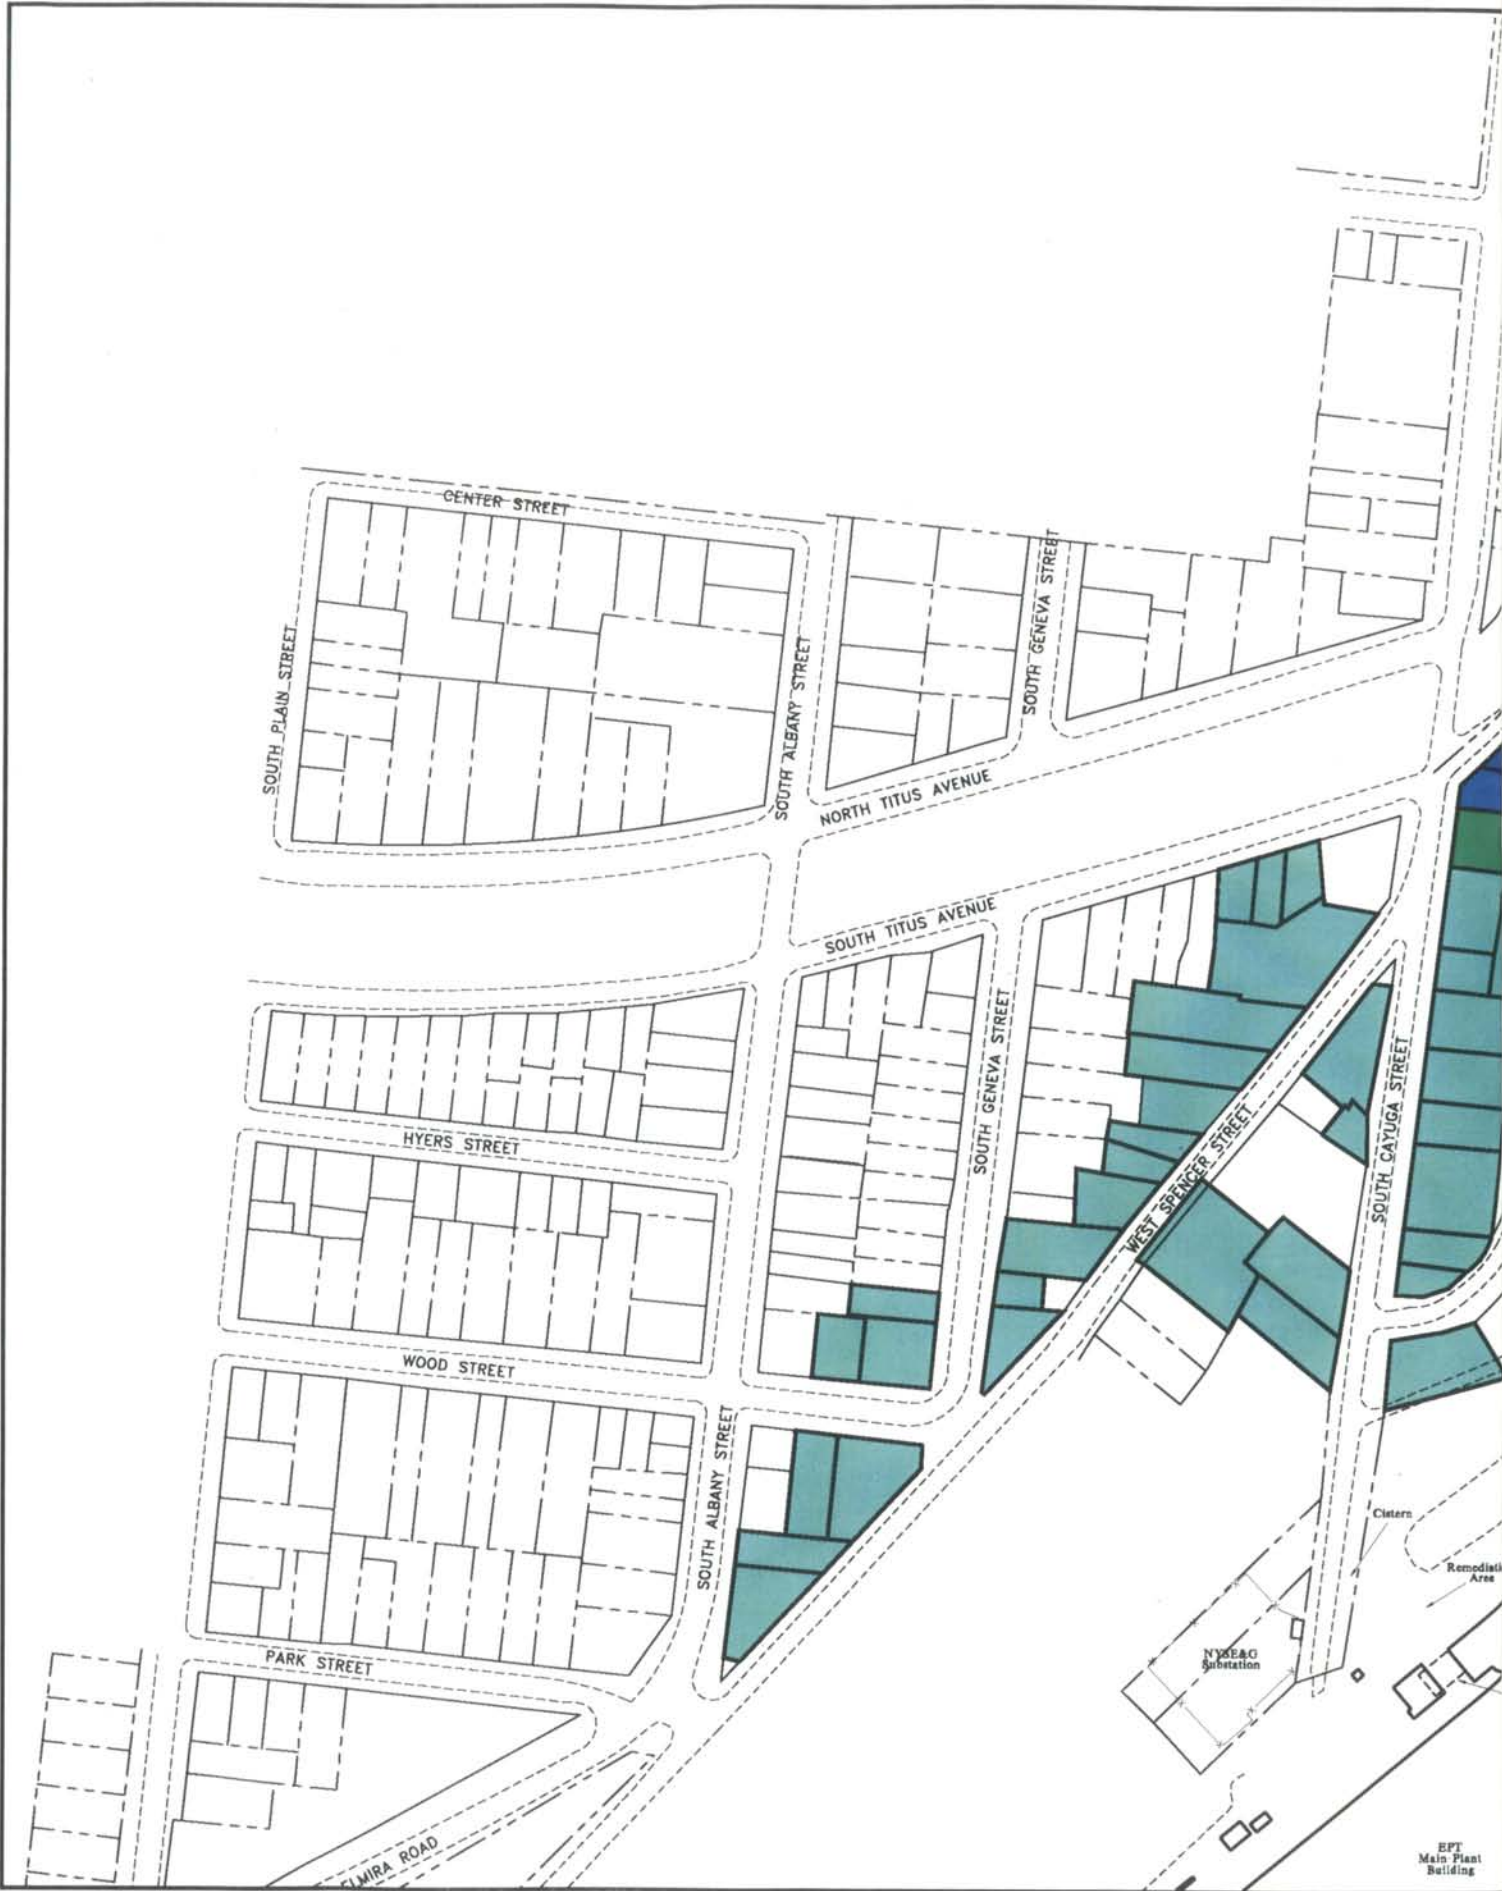 CENTER STREET
SOUTH PLAIN STREET
SOUTH ALBANY STREET
SOUTH GENEVA STREET
NORTH TITUS AVENUE
SOUTH TITUS AVENUE
SOUTH GENEVA STREET
HYERS STREET
WEST SPENCER STREET
SOUTH CAYUGA STREET
WOOD STREET
SOUTH ALBANY STREET
Cistern
Area
NYSE&G
Substation
PARK STREET
ELMIRA ROAD
EPT
Main Plant
Building